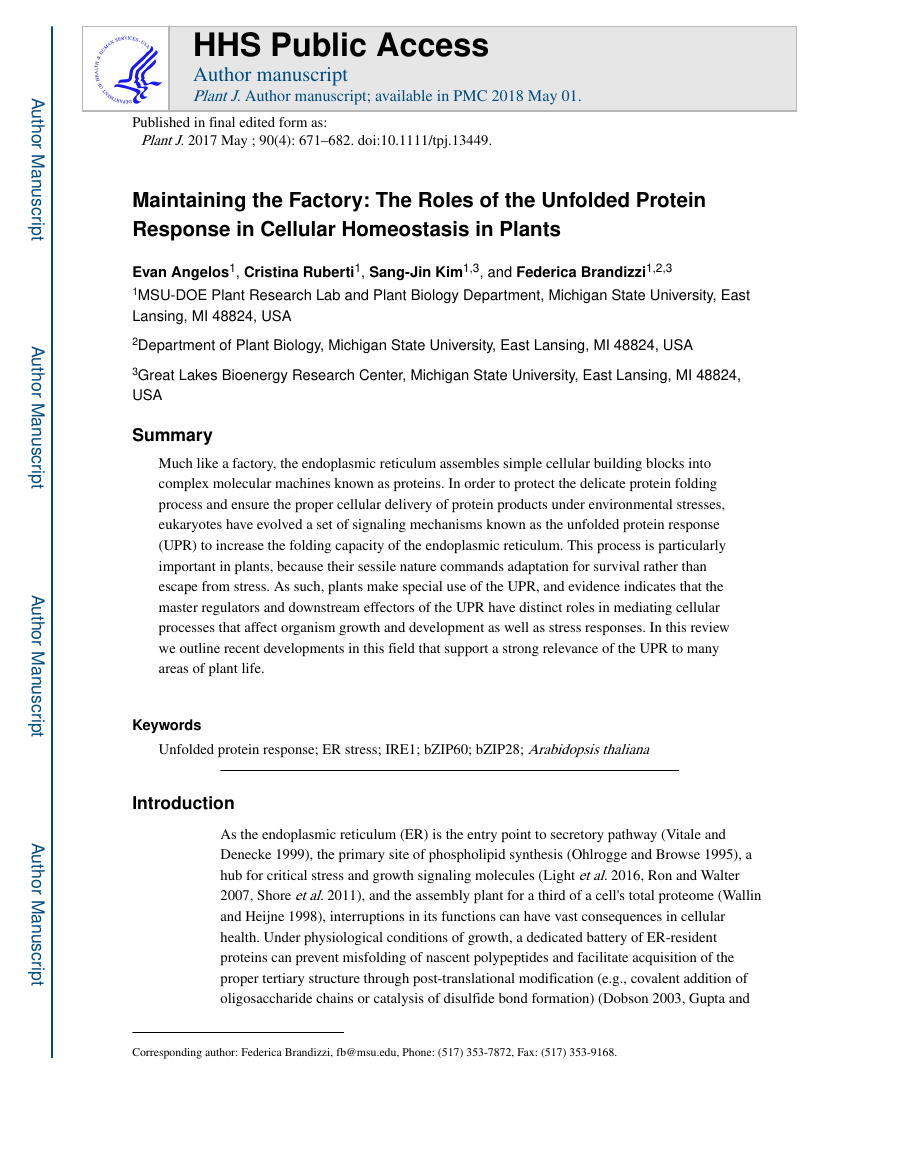 HHS Public Access
Author manuscript
Plant J. Author manuscript; available in PMC 2018 May 01.
Published in final edited form as:
Plant J. 2017 May ; 90(4): 671–682. doi:10.1111/tpj.13449.
Maintaining the Factory: The Roles of the Unfolded Protein
Response in Cellular Homeostasis in Plants
Evan Angelos1, Cristina Ruberti1, Sang-Jin Kim1,3, and Federica Brandizzi1,2,3
1MSU-DOE Plant Research Lab and Plant Biology Department, Michigan State University, East
Lansing, MI 48824, USA
2Department of Plant Biology, Michigan State University, East Lansing, MI 48824, USA
3Great Lakes Bioenergy Research Center, Michigan State University, East Lansing, MI 48824,
USA
Summary
Much like a factory, the endoplasmic reticulum assembles simple cellular building blocks into
complex molecular machines known as proteins. In order to protect the delicate protein folding
process and ensure the proper cellular delivery of protein products under environmental stresses,
eukaryotes have evolved a set of signaling mechanisms known as the unfolded protein response
(UPR) to increase the folding capacity of the endoplasmic reticulum. This process is particularly
important in plants, because their sessile nature commands adaptation for survival rather than
escape from stress. As such, plants make special use of the UPR, and evidence indicates that the
master regulators and downstream effectors of the UPR have distinct roles in mediating cellular
processes that affect organism growth and development as well as stress responses. In this review
we outline recent developments in this field that support a strong relevance of the UPR to many
areas of plant life.
Keywords
Unfolded protein response; ER stress; IRE1; bZIP60; bZIP28; Arabidopsis thaliana
Introduction
As the endoplasmic reticulum (ER) is the entry point to secretory pathway (Vitale and
Denecke 1999), the primary site of phospholipid synthesis (Ohlrogge and Browse 1995), a
hub for critical stress and growth signaling molecules (Light et al. 2016, Ron and Walter
2007, Shore et al. 2011), and the assembly plant for a third of a cell's total proteome (Wallin
and Heijne 1998), interruptions in its functions can have vast consequences in cellular
health. Under physiological conditions of growth, a dedicated battery of ER-resident
proteins can prevent misfolding of nascent polypeptides and facilitate acquisition of the
proper tertiary structure through post-translational modification (e.g., covalent addition of
oligosaccharide chains or catalysis of disulfide bond formation) (Dobson 2003, Gupta and
Corresponding author: Federica Brandizzi, fb@msu.edu, Phone: (517) 353-7872, Fax: (517) 353-9168.
Author Manuscript
Author Manuscript
Author Manuscript
Author Manuscript
DEPARTMENT OF HEALTH & HUMAN SERVICES · USA